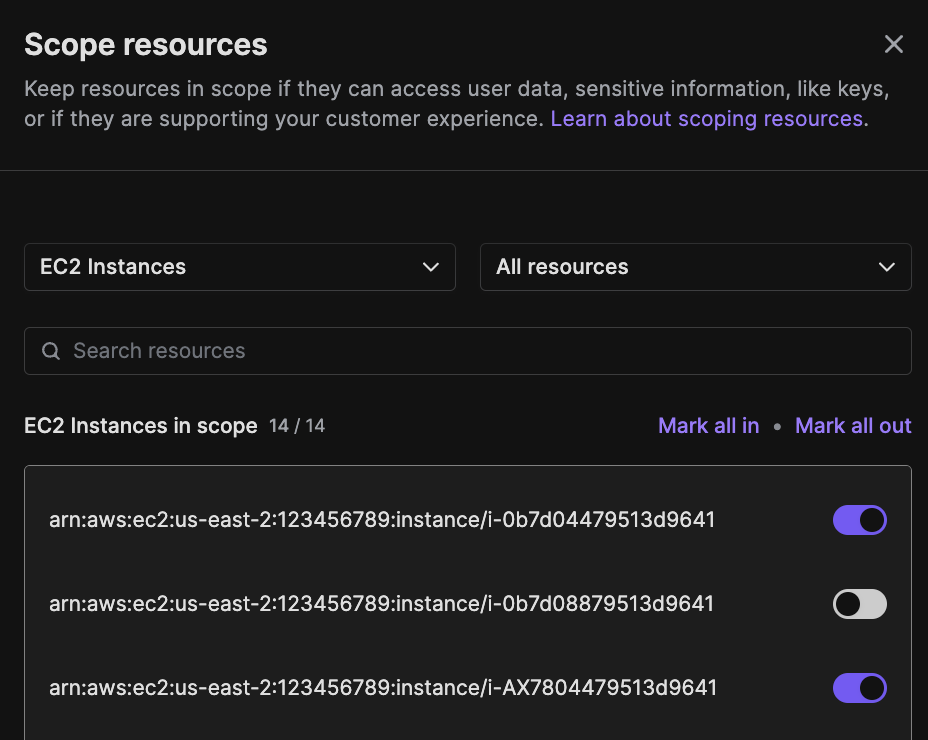 Scope resources
Keep resources in scope if they can access user data, sensitive information, like keys,
or if they are supporting your customer experience. Learn about scoping resources.
EC2 Instances
All resources
Search resources
EC2 Instances in scope 14 / 14
Mark all in • Mark all out
arn:aws:ec2:us-east-2:123456789:instance/i-0b7d04479513d9641
arn:aws:ec2:us-east-2:123456789:instance/i-0b7d08879513d9641
arn:aws:ec2:us-east-2:123456789:instance/i-AX7804479513d9641